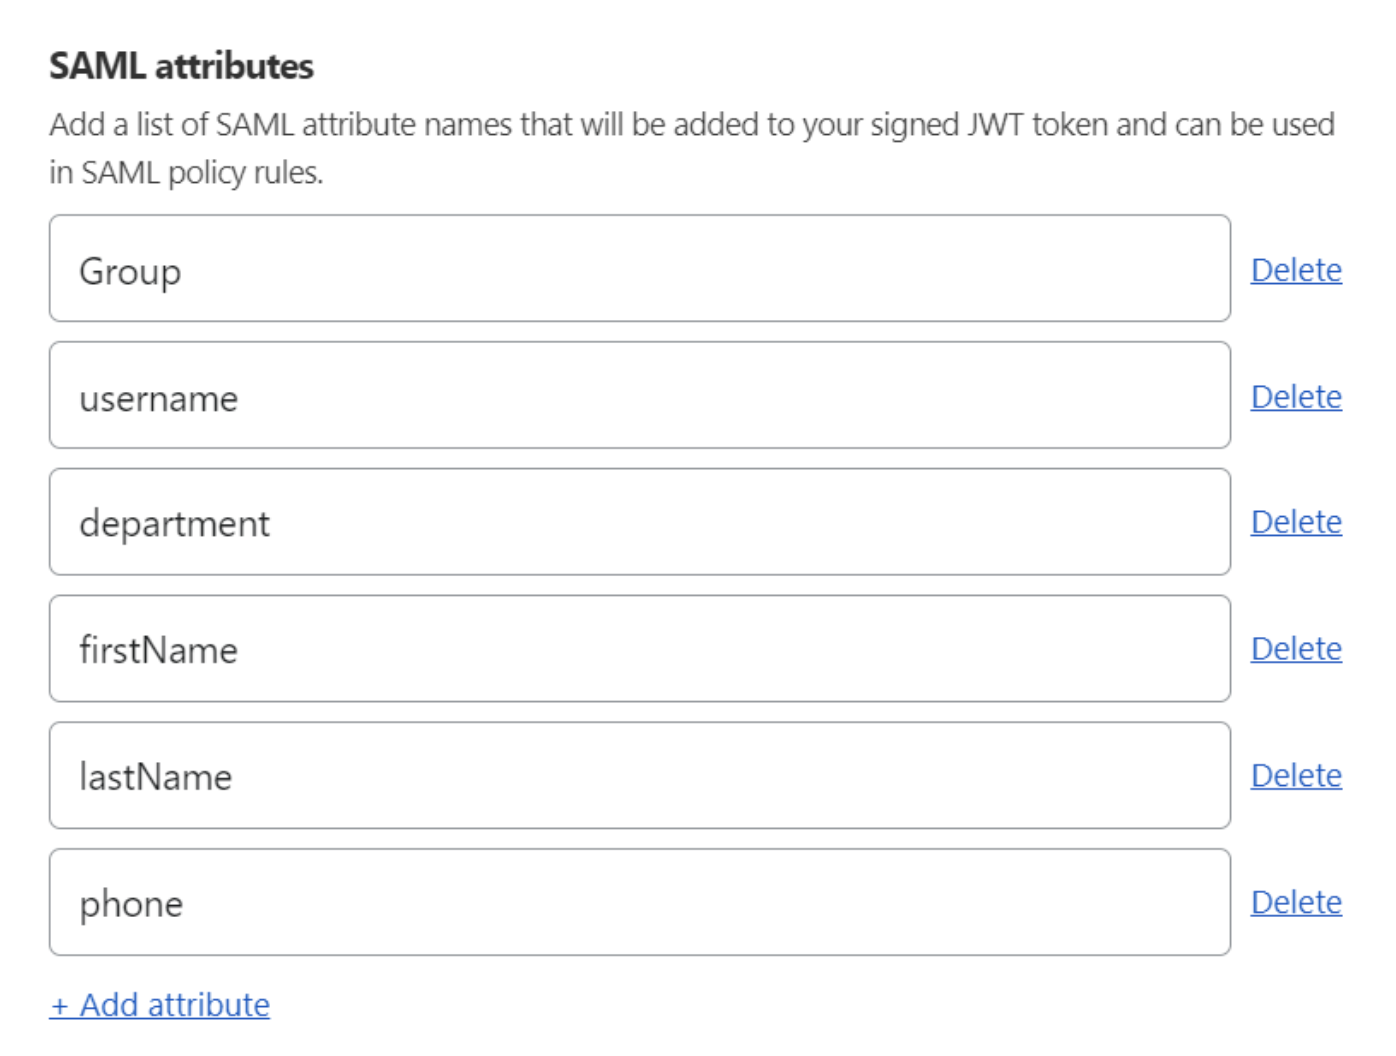 SAML attributes
Add a list of SAML attribute names that will be added to your signed JWT token and can be used
in SAML policy rules.
Group Delete
username Delete
department Delete
firstName Delete
lastName Delete
phone Delete
+ Add attribute